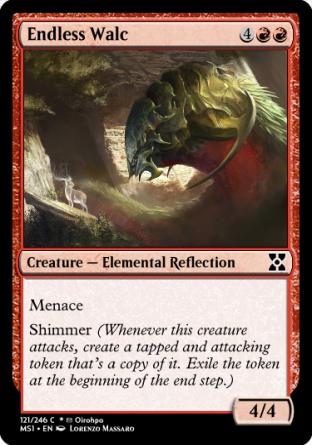 Endless Walc 4
Creature — Elemental Reflection
Menace
Shimmer (Whenever this creature
attacks, create a tapped and attacking
token that's a copy of it. Exile the token
at the beginning of the end step.)
4/4
121/246 C * Oirohpo
MS1 • EN Lorenzo Massaro